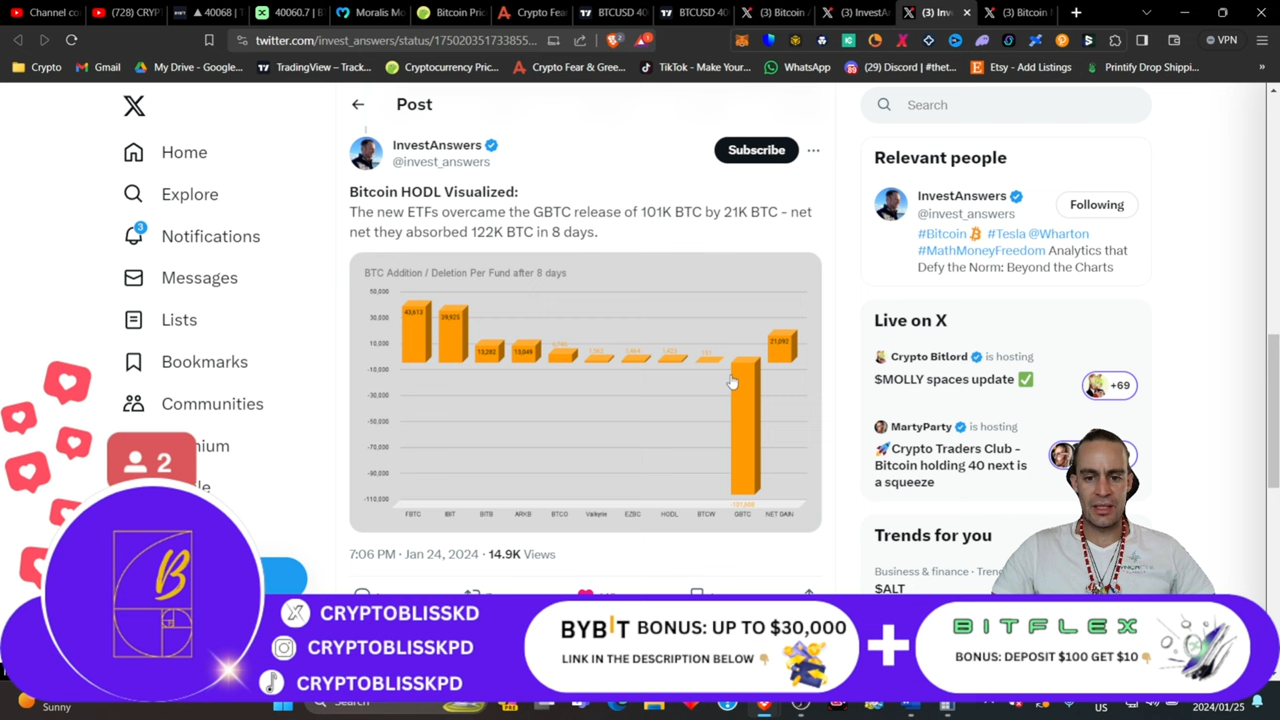 Channel co
(728) CRYP
40068 | T
40060.7 | B
Moralis Mo
Bitcoin Pric
Crypto Fear
BTCUSD 40
BTCUSD 40
(3) Bitcoin
(3) InvestAn
(3) Inv
(3) Bitcoin
twitter.com/invest_answers/status/175020351733855...
VPN
Crypto
Gmail
My Drive - Google...
TradingView – Track...
Cryptocurrency Pric...
Crypto Fear & Gree...
TikTok - Make Your...
WhatsApp
(29) Discord | #thet...
Etsy - Add Listings
Printify Drop Shippi...
Home
Explore
3
Notifications
Messages
Lists
Bookmarks
Communities
nium
Post
InvestAnswers
@invest_answers
Subscribe
Bitcoin HODL Visualized:
The new ETFs overcame the GBTC release of 101K BTC by 21K BTC - net
net they absorbed 122K BTC in 8 days.
BTC Addition / Deletion Per Fund after 8 days
50,000
30,000
10,000
-10,000
-30,000
-50,000
-70,000
-90,000
-110,000
43,613
39,925
13,282
13,049
21,092
FBTC IBIT BITB ARKB BTCO Valkyrie EZBC HODL BTCW GBTC NET GAIN
7:06 PM · Jan 24, 2024 · 14.9K Views
Search
Relevant people
InvestAnswers
@invest_answers
Following
#Bitcoin #Tesla @Wharton
#MathMoneyFreedom Analytics that
Defy the Norm: Beyond the Charts
Live on X
Crypto Bitlord is hosting
$MOLLY spaces update
+69
MartyParty is hosting
Crypto Traders Club -
Bitcoin holding 40 next is
a squeeze
Trends for you
Business & finance · Tren
$ALT
2
B
X CRYPTOBLISSKD
CRYPTOBLISSKPD
CRYPTOBLISSKPD
BYBIT BONUS: UP TO $30,000
LINK IN THE DESCRIPTION BELOW
BITFLEX
BONUS: DEPOSIT $100 GET $10
Sunny
Search
US
2024/01/25